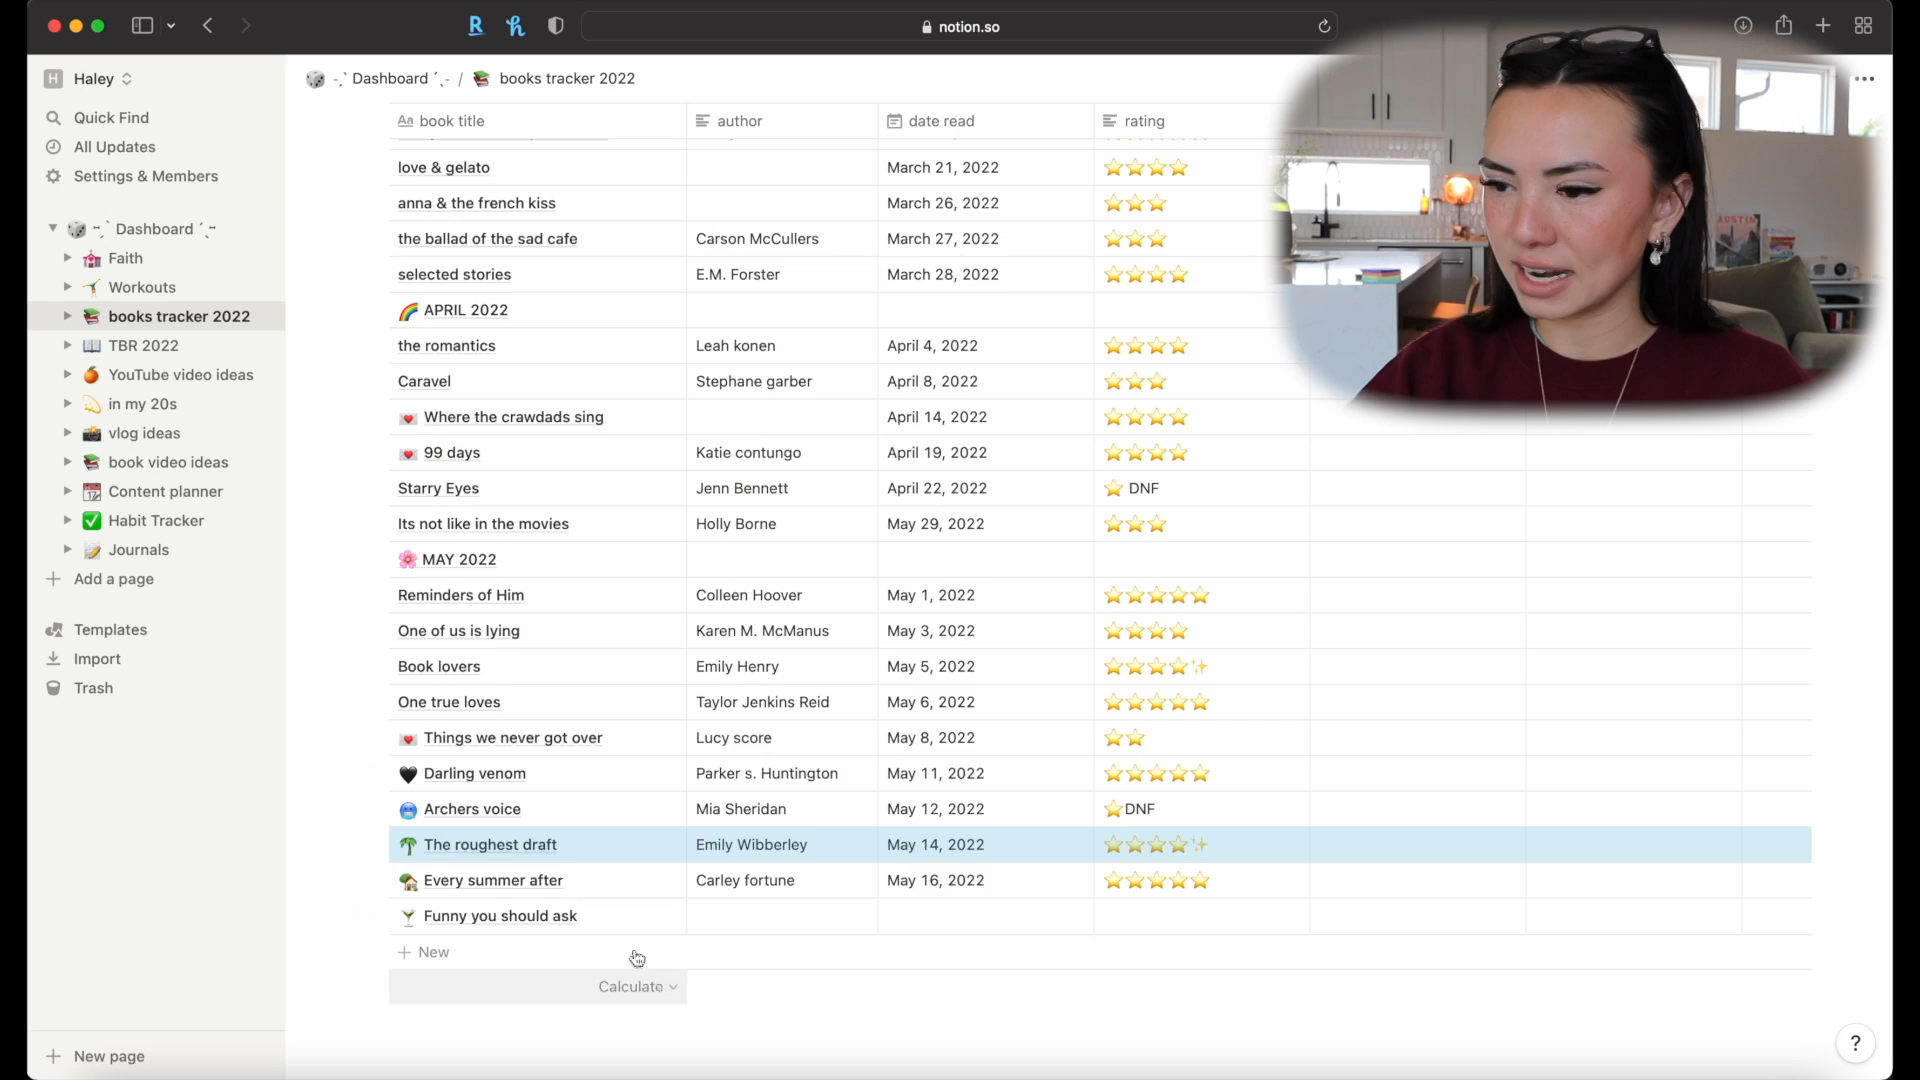 notion.so
H Haley
Dashboard / books tracker 2022
Quick Find
All Updates
Settings & Members
Dashboard
Faith
Workouts
books tracker 2022
TBR 2022
YouTube video ideas
in my 20s
vlog ideas
book video ideas
Content planner
Habit Tracker
Journals
Add a page
Templates
Import
Trash
New page
Aa book title author date read rating
love & gelato March 21, 2022
anna & the french kiss March 26, 2022
the ballad of the sad cafe Carson McCullers March 27, 2022
selected stories E.M. Forster March 28, 2022
APRIL 2022
the romantics Leah konen April 4, 2022
Caravel Stephane garber April 8, 2022
Where the crawdads sing April 14, 2022
99 days Katie contungo April 19, 2022
Starry Eyes Jenn Bennett April 22, 2022 DNF
Its not like in the movies Holly Borne May 29, 2022
MAY 2022
Reminders of Him Colleen Hoover May 1, 2022
One of us is lying Karen M. McManus May 3, 2022
Book lovers Emily Henry May 5, 2022
One true loves Taylor Jenkins Reid May 6, 2022
Things we never got over Lucy score May 8, 2022
Darling venom Parker s. Huntington May 11, 2022
Archers voice Mia Sheridan May 12, 2022 DNF
The roughest draft Emily Wibberley May 14, 2022
Every summer after Carley fortune May 16, 2022
Funny you should ask
New
Calculate
AUSTIN
?